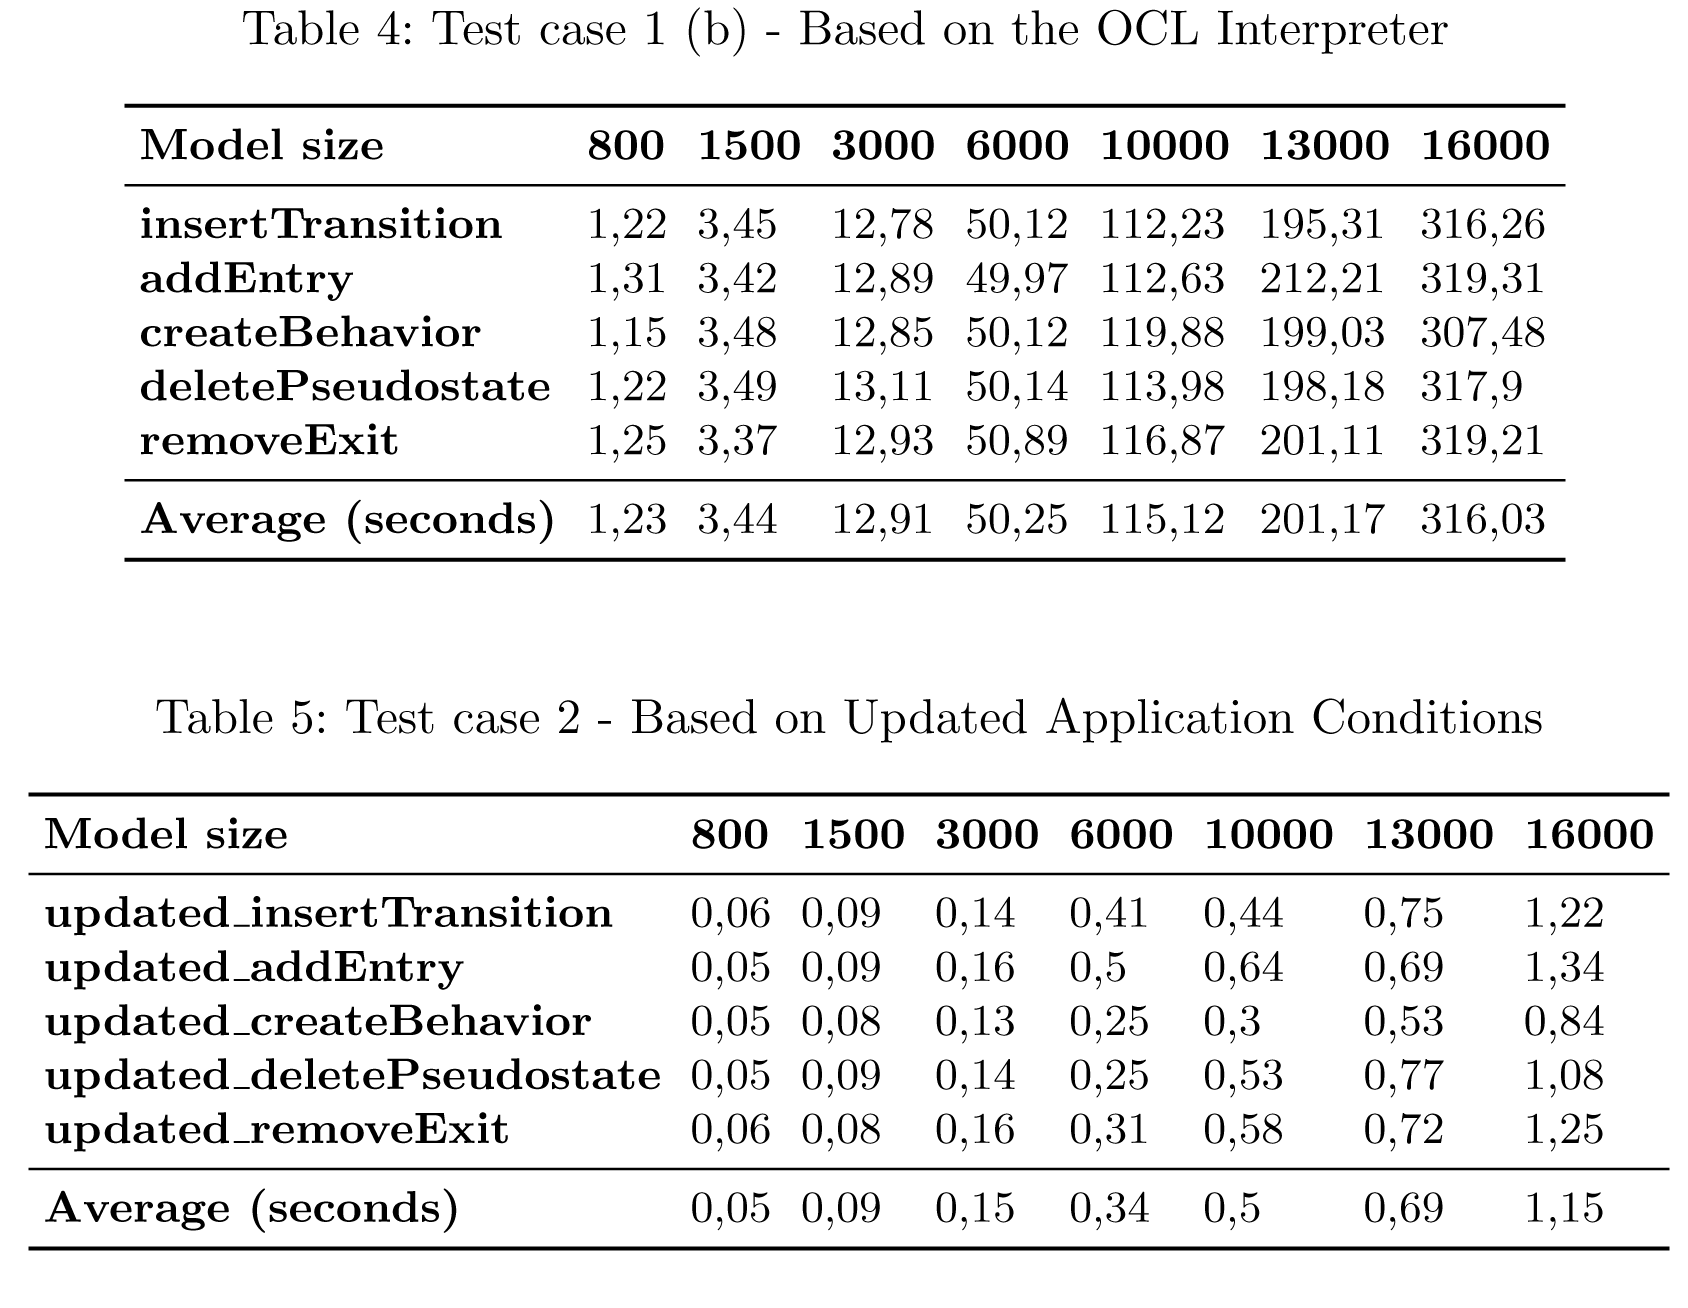 Table 4: Test case 1 (b) - Based on the OCL Interpreter
Model size 800 1500 3000 6000 10000 13000 16000
insertTransition 1,22 3,45 12,78 50,12 112,23 195,31 316,26
addEntry 1,31 3,42 12,89 49,97 112,63 212,21 319,31
createBehavior 1,15 3,48 12,85 50,12 119,88 199,03 307,48
deletePseudostate 1,22 3,49 13,11 50,14 113,98 198,18 317,9
removeExit 1,25 3,37 12,93 50,89 116,87 201,11 319,21
Average (seconds) 1,23 3,44 12,91 50,25 115,12 201,17 316,03
Table 5: Test case 2 - Based on Updated Application Conditions
Model size 800 1500 3000 6000 10000 13000 16000
updated_insertTransition 0,06 0,09 0,14 0,41 0,44 0,75 1,22
updated_addEntry 0,05 0,09 0,16 0,5 0,64 0,69 1,34
updated_createBehavior 0,05 0,08 0,13 0,25 0,3 0,53 0,84
updated_deletePseudostate 0,05 0,09 0,14 0,25 0,53 0,77 1,08
updated_removeExit 0,06 0,08 0,16 0,31 0,58 0,72 1,25
Average (seconds) 0,05 0,09 0,15 0,34 0,5 0,69 1,15